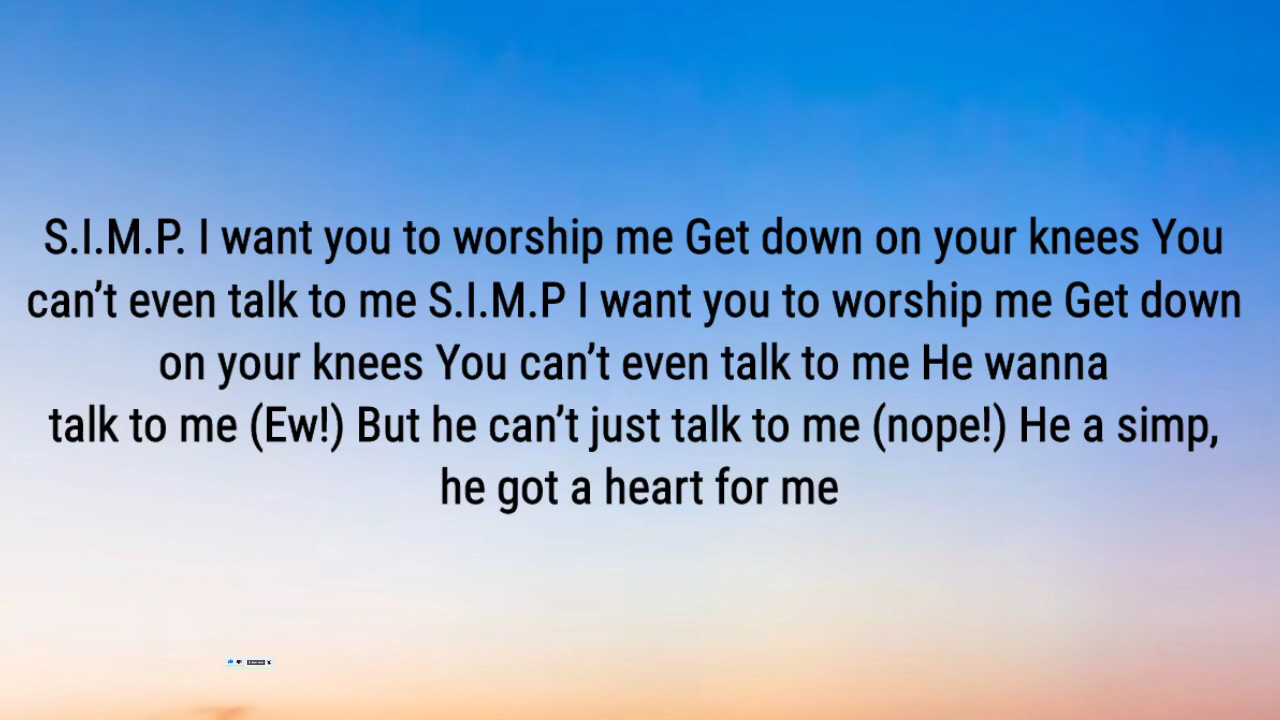 S.I.M.P. I want you to worship me Get down on your knees You
can’t even talk to me S.I.M.P I want you to worship me Get down
on your knees You can’t even talk to me He wanna
talk to me (Ew!) But he can’t just talk to me (nope!) He a simp,
he got a heart for me